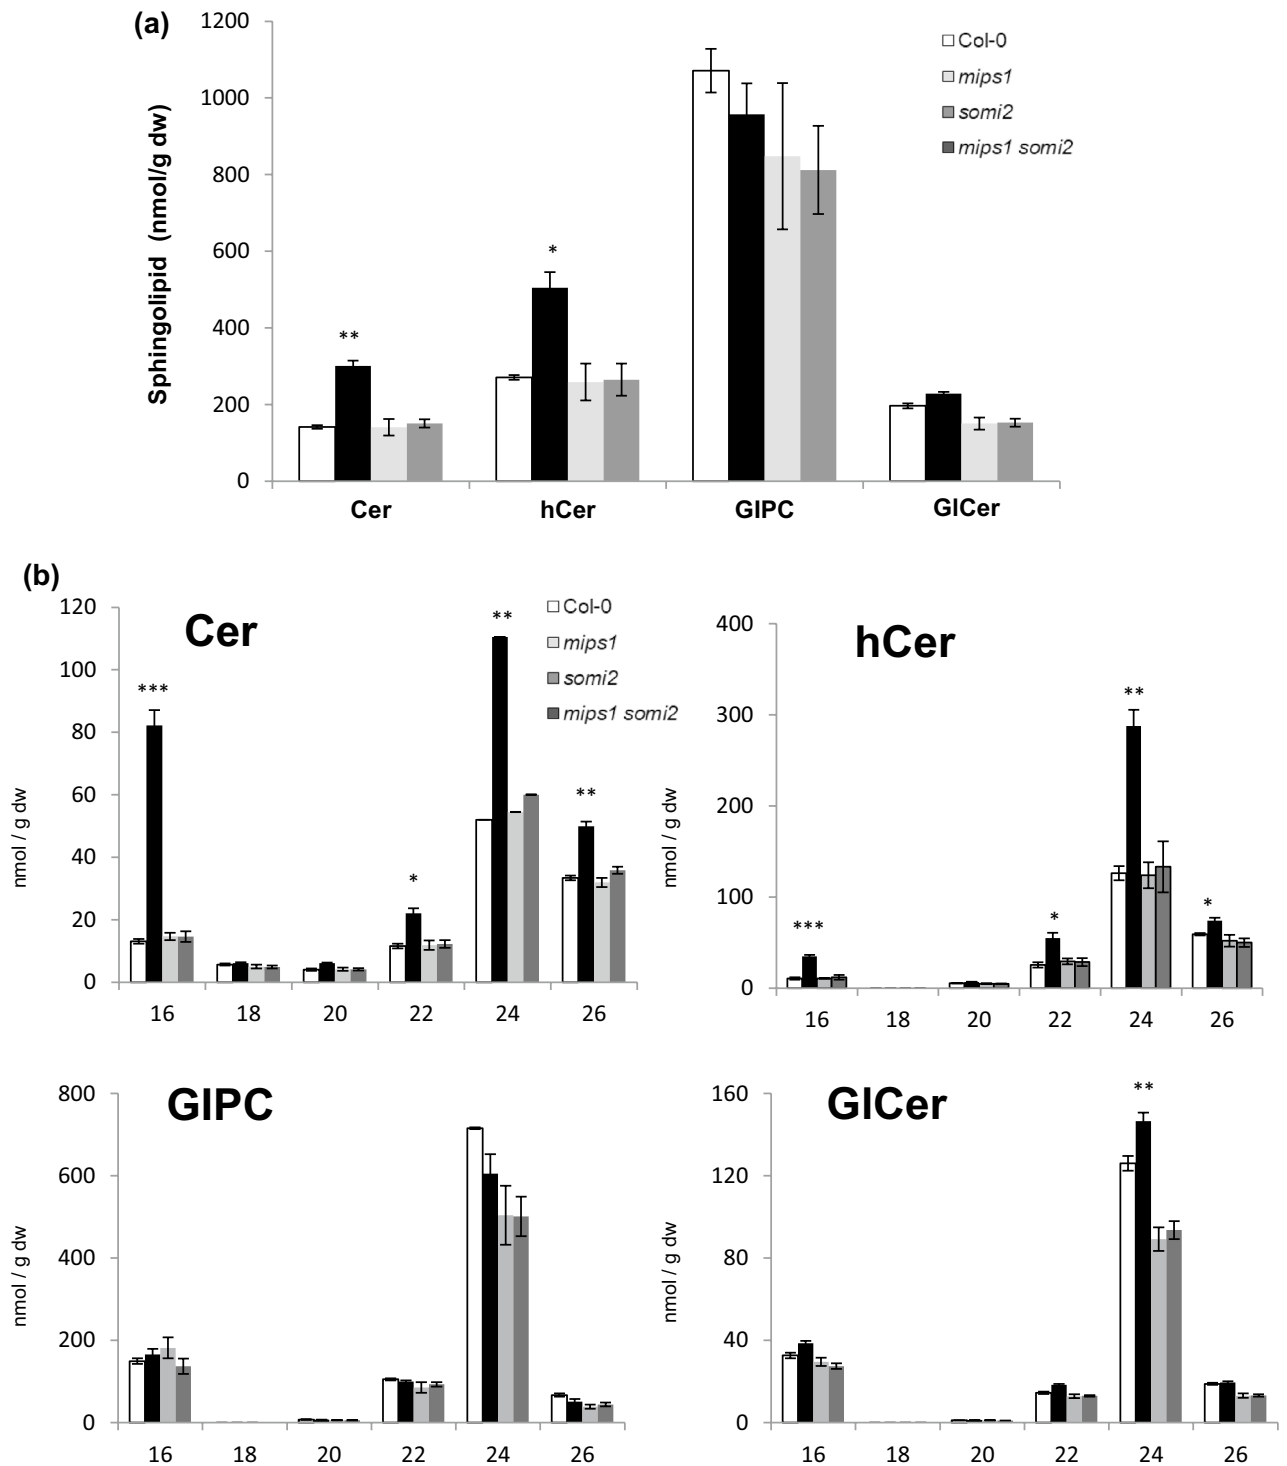 (a)
1200
1000
800
600
400
200
0
Sphingolipid (nmol/g dw)
Col-0
mips1
somi2
mips1 somi2
**
*
Cer
hCer
GIPC
GlCer
(b)
Cer
120
100
80
60
40
20
0
nmol / g dw
Col-0
mips1
somi2
mips1 somi2
***
*
**
**
16 18 20 22 24 26
hCer
400
300
200
100
0
nmol / g dw
***
*
**
*
16 18 20 22 24 26
GIPC
800
600
400
200
0
nmol / g dw
16 18 20 22 24 26
GlCer
160
120
80
40
0
nmol / g dw
**
16 18 20 22 24 26